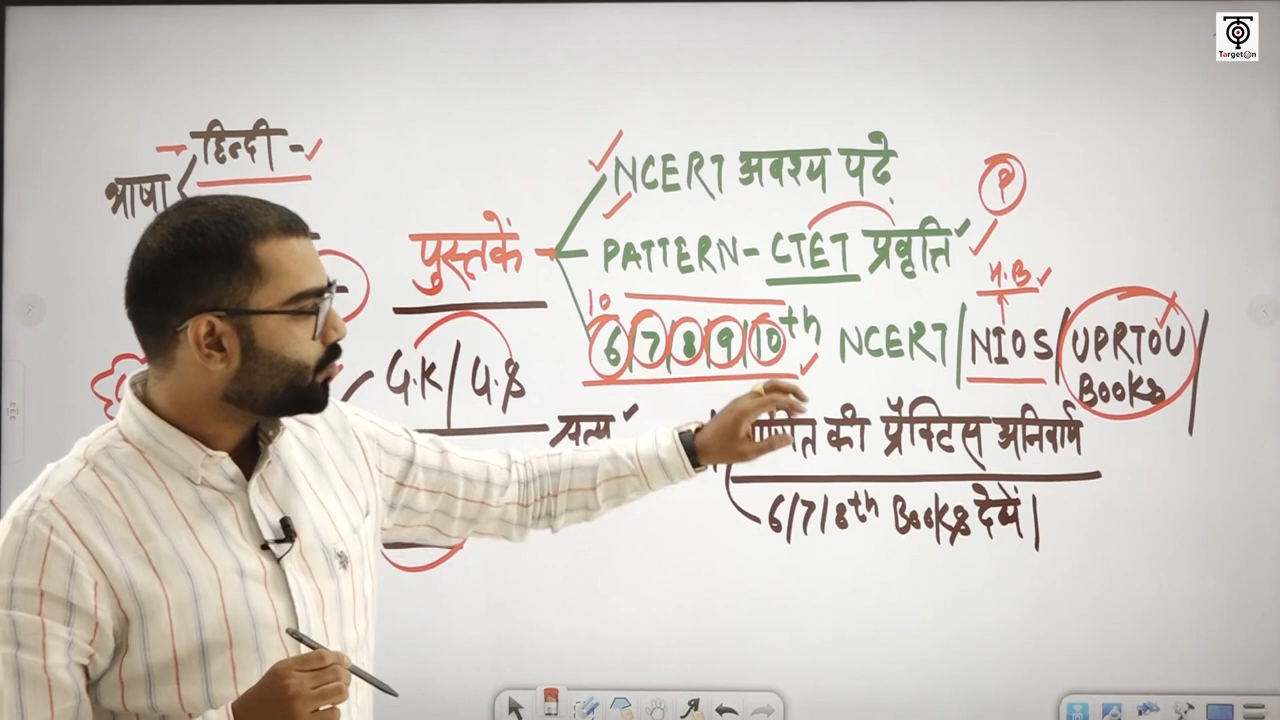 TargetOn
हिन्दी -
भाषा
NCERT अवश्य पढ़ें
P
पुस्तकें
PATTERN - CTET प्रवृत्ति
H.B
10
6 | 7 | 8 | 9 | 10th NCERT | NIOS | UPRTOU Books |
G.K / G.S
की प्रैक्टिस अनिवार्य
6/7/8th Books देखें |